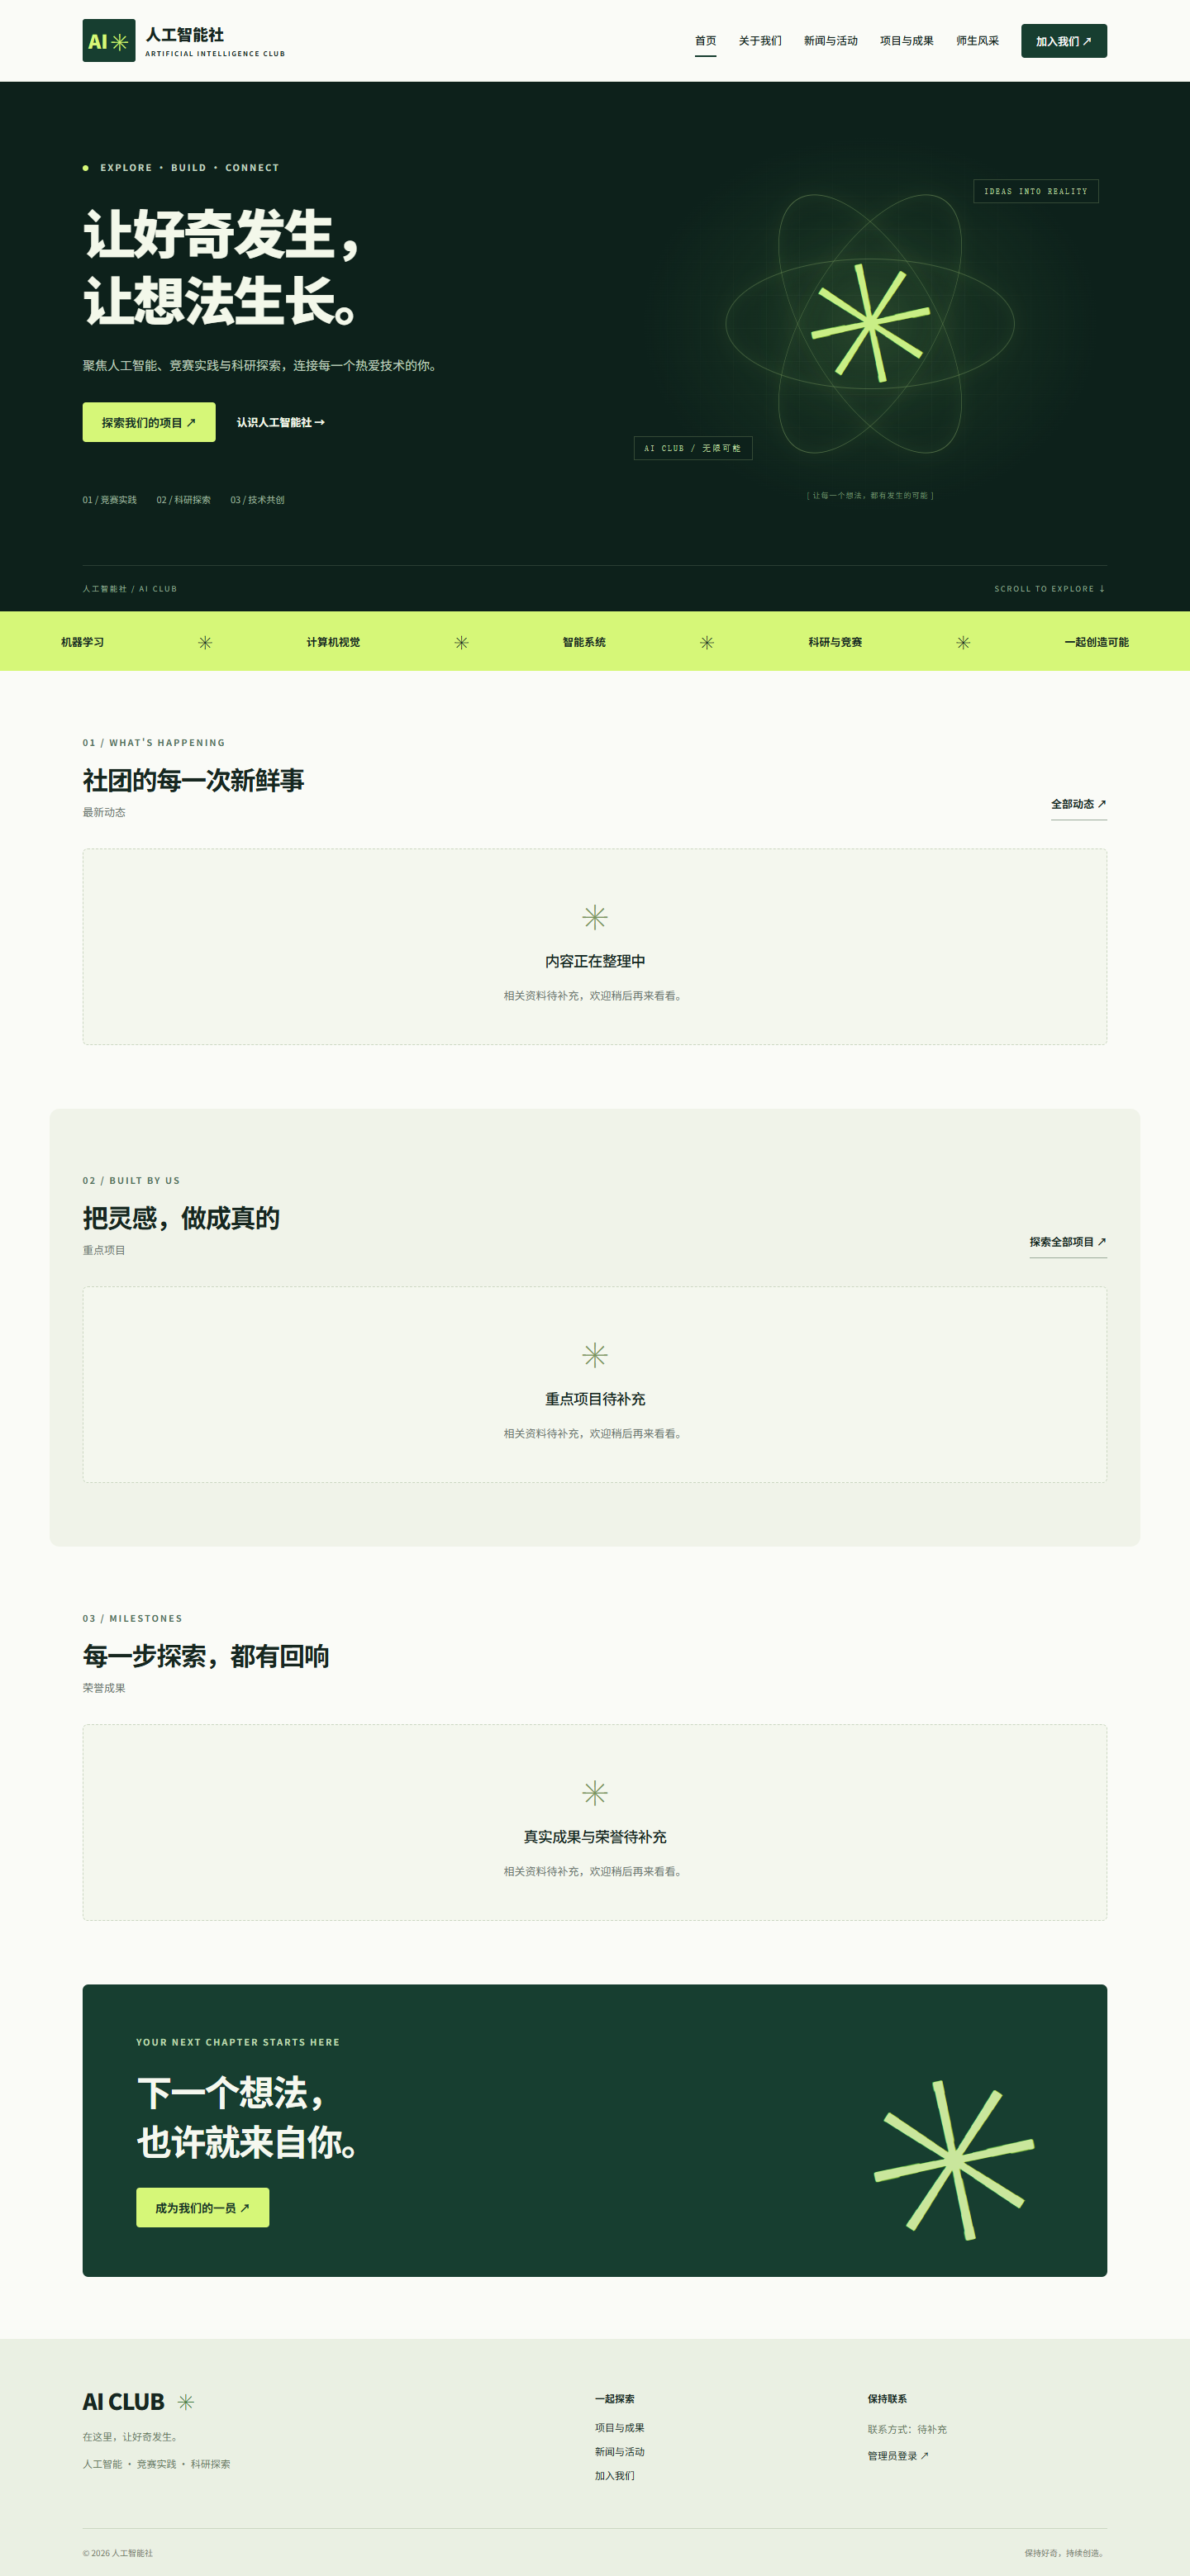 AI
人工智能社
ARTIFICIAL INTELLIGENCE CLUB
首页 关于我们 新闻与活动 项目与成果 师生风采 加入我们 ↗
EXPLORE · BUILD · CONNECT
让好奇发生，
让想法生长。
聚焦人工智能、竞赛实践与科研探索，连接每一个热爱技术的你。
探索我们的项目 ↗ 认识人工智能社 →
01 / 竞赛实践 02 / 科研探索 03 / 技术共创
IDEAS INTO REALITY
AI CLUB / 无限可能
[ 让每一个想法，都有发生的可能 ]
人工智能社 / AI CLUB
SCROLL TO EXPLORE ↓
机器学习 计算机视觉 智能系统 科研与竞赛 一起创造可能
01 / WHAT'S HAPPENING
社团的每一次新鲜事
最新动态
全部动态 ↗
内容正在整理中
相关资料待补充，欢迎稍后再来看看。
02 / BUILT BY US
把灵感，做成真的
重点项目
探索全部项目 ↗
重点项目待补充
相关资料待补充，欢迎稍后再来看看。
03 / MILESTONES
每一步探索，都有回响
荣誉成果
真实成果与荣誉待补充
相关资料待补充，欢迎稍后再来看看。
YOUR NEXT CHAPTER STARTS HERE
下一个想法，
也许就来自你。
成为我们的一员 ↗
AI CLUB
在这里，让好奇发生。
人工智能 · 竞赛实践 · 科研探索
一起探索
项目与成果
新闻与活动
加入我们
保持联系
联系方式：待补充
管理员登录 ↗
© 2026 人工智能社
保持好奇，持续创造。